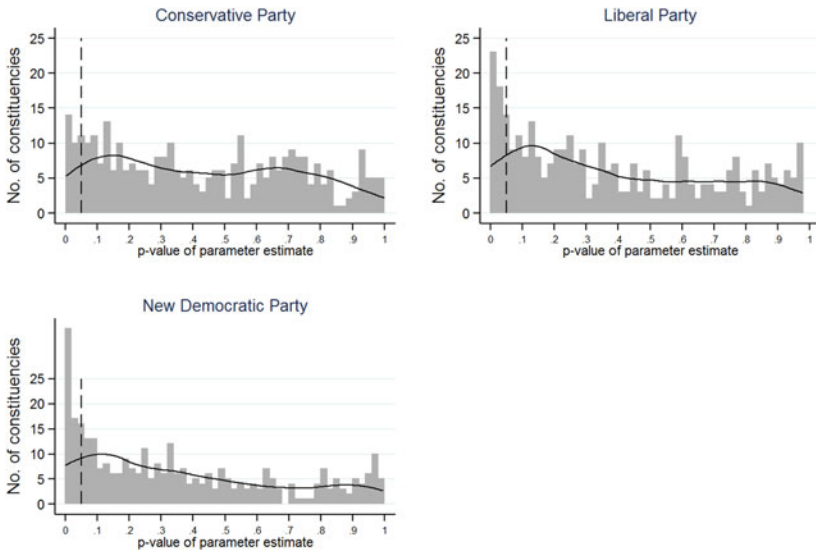 Conservative Party
No. of constituencies
25
20
15
10
5
0
0 .1 .2 .3 .4 .5 .6 .7 .8 .9 1
p-value of parameter estimate
Liberal Party
No. of constituencies
25
20
15
10
5
0
0 .1 .2 .3 .4 .5 .6 .7 .8 .9 1
p-value of parameter estimate
New Democratic Party
No. of constituencies
25
20
15
10
5
0
0 .1 .2 .3 .4 .5 .6 .7 .8 .9 1
p-value of parameter estimate